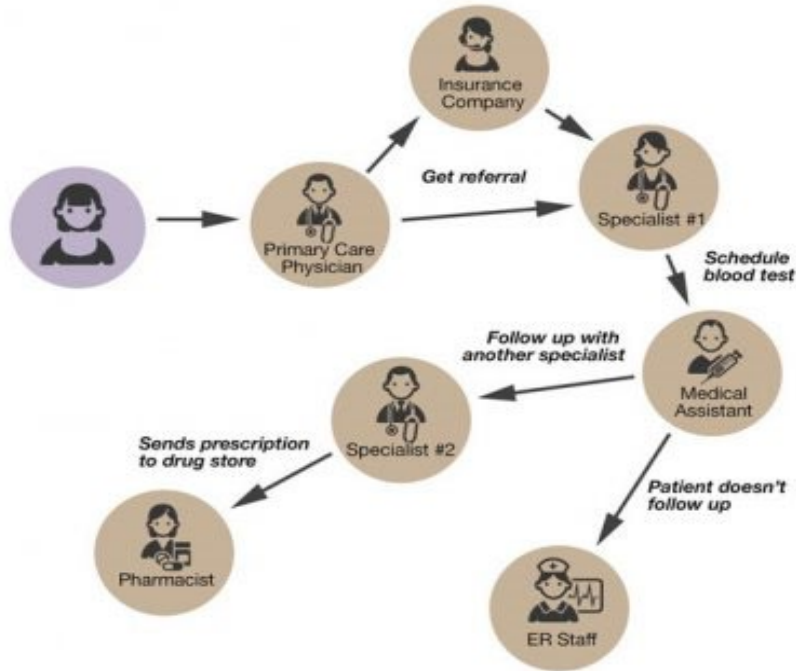 Insurance
Company
Get referral
Primary Care
Physician
Specialist #1
Schedule
blood test
Follow up with
another specialist
Medical
Assistant
Specialist #2
Sends prescription
to drug store
Patient doesn't
follow up
Pharmacist
ER Staff